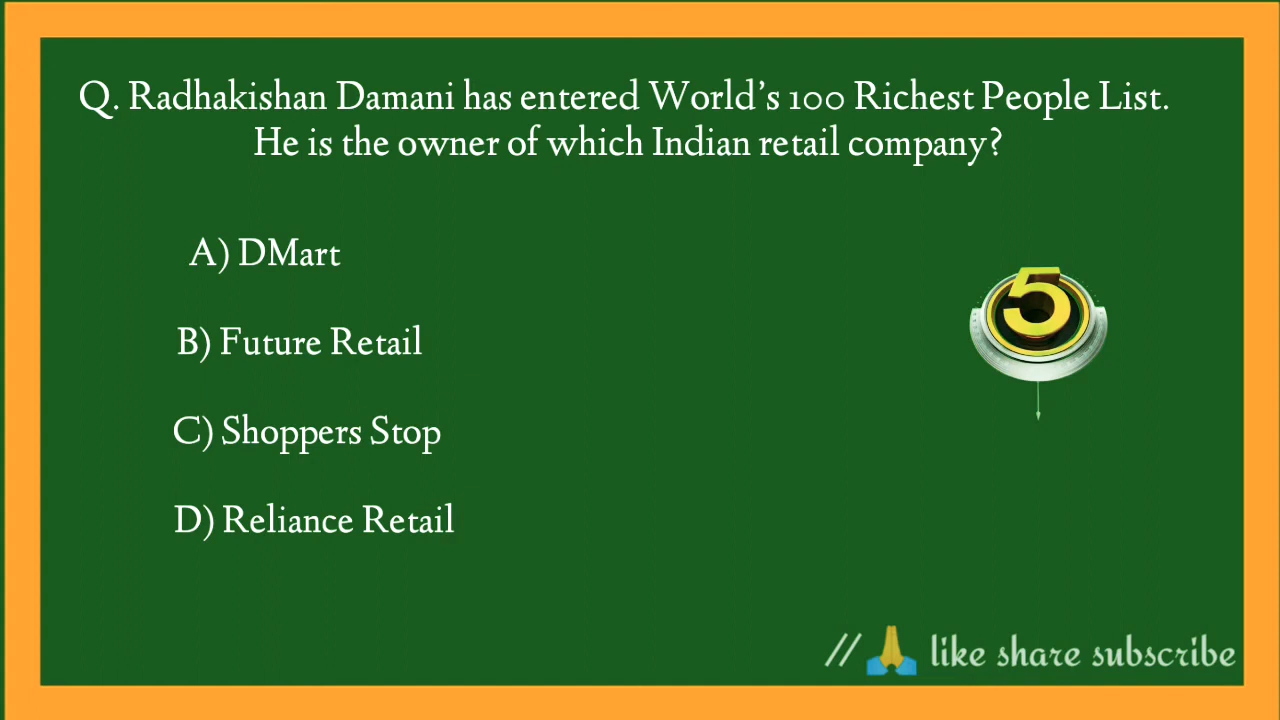 Q. Radhakishan Damani has entered World's 100 Richest People List.
He is the owner of which Indian retail company?
A) DMart
B) Future Retail
5
C) Shoppers Stop
D) Reliance Retail
// 🙏 like share subscribe